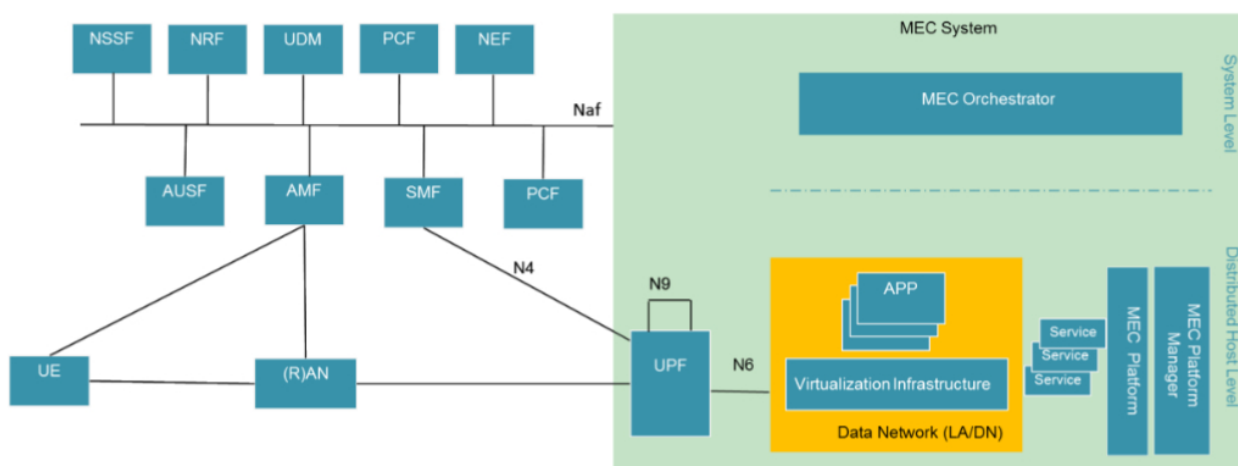 NSSF
NRF
UDM
PCF
NEF
MEC System
System Level
MEC Orchestrator
Naf
AUSF
AMF
SMF
PCF
N4
N9
APP
Service
Service
Service
MEC Platform
MEC Platform
Manager
Distributed Host Level
UE
(R)AN
UPF
N6
Virtualization Infrastructure
Data Network (LA/DN)